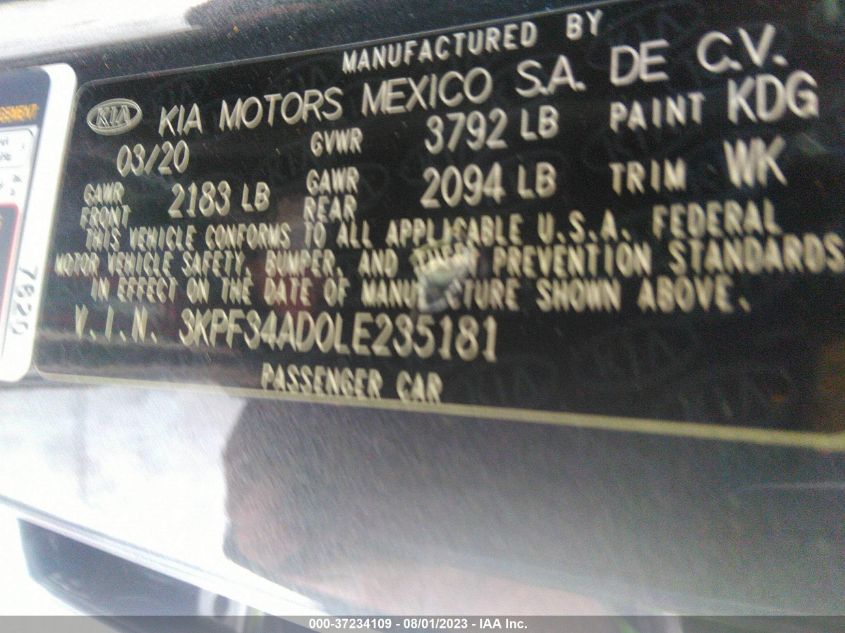 MANUFACTURED BY
KIA KIA MOTORS MEXICO S.A. DE C.V.
03/20 GVWR 3792 LB PAINT KDG
GAWR FRONT 2183 LB GAWR REAR 2094 LB TRIM WK
THIS VEHICLE CONFORMS TO ALL APPLICABLE U.S.A. FEDERAL
MOTOR VEHICLE SAFETY, BUMPER, AND THEFT PREVENTION STANDARDS
IN EFFECT ON THE DATE OF MANUFACTURE SHOWN ABOVE.
V.I.N. 3KPF34AD0LE235181
PASSENGER CAR
7620
000-37234109 - 08/01/2023 - IAA Inc.